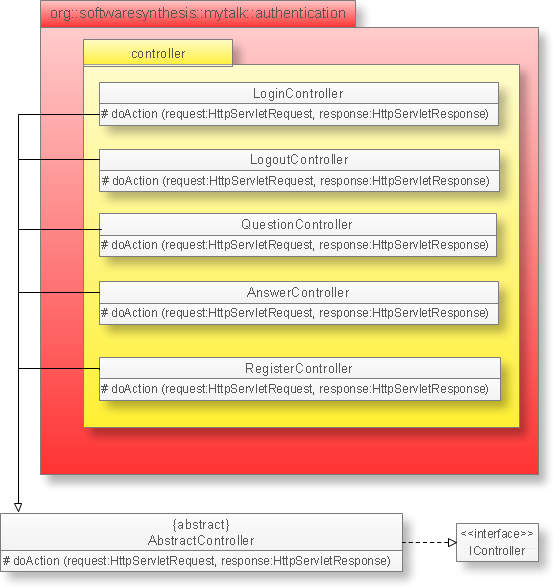 org::softwaresynthesis::mytalk::authentication
controller
LoginController
# doAction (request:HttpServletRequest, response:HttpServletResponse)
LogoutController
# doAction (request:HttpServletRequest, response:HttpServletResponse)
QuestionController
# doAction (request:HttpServletRequest, response:HttpServletResponse)
AnswerController
# doAction (request:HttpServletRequest, response:HttpServletResponse)
RegisterController
# doAction (request:HttpServletRequest, response:HttpServletResponse)
{abstract}
AbstractController
# doAction (request:HttpServletRequest, response:HttpServletResponse)
<<interface>>
IController